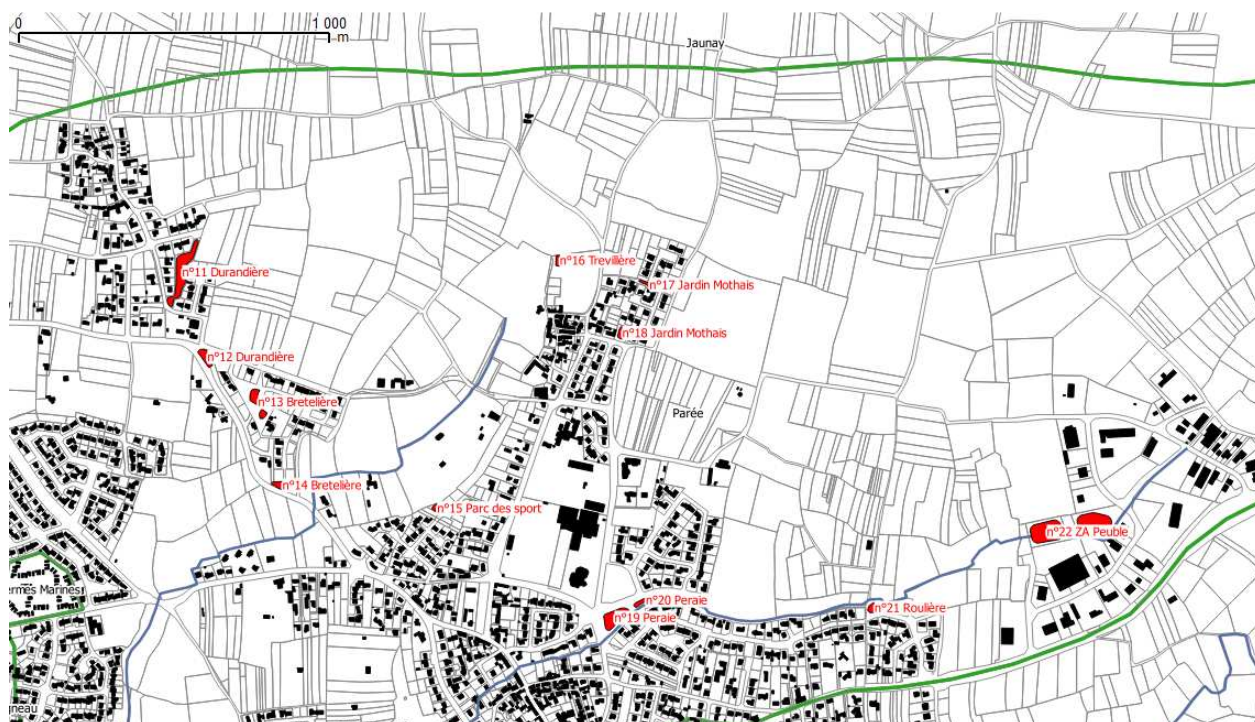 0
1 000
m
Jaunay
n°16 Trevillère
n°11 Durandière
n°17 Jardin Mothais
n°18 Jardin Mothais
n°12 Durandière
n°13 Bretelière
Parée
n°14 Bretelière
n°15 Parc des sport
n°22 ZA Peuble
ermes Marines
n°20 Peraie
n°21 Roulière
n°19 Peraie
gneau